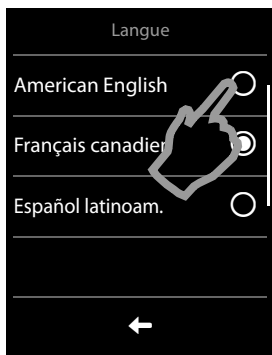 Langue
American English
Français canadien
Español latinoam.